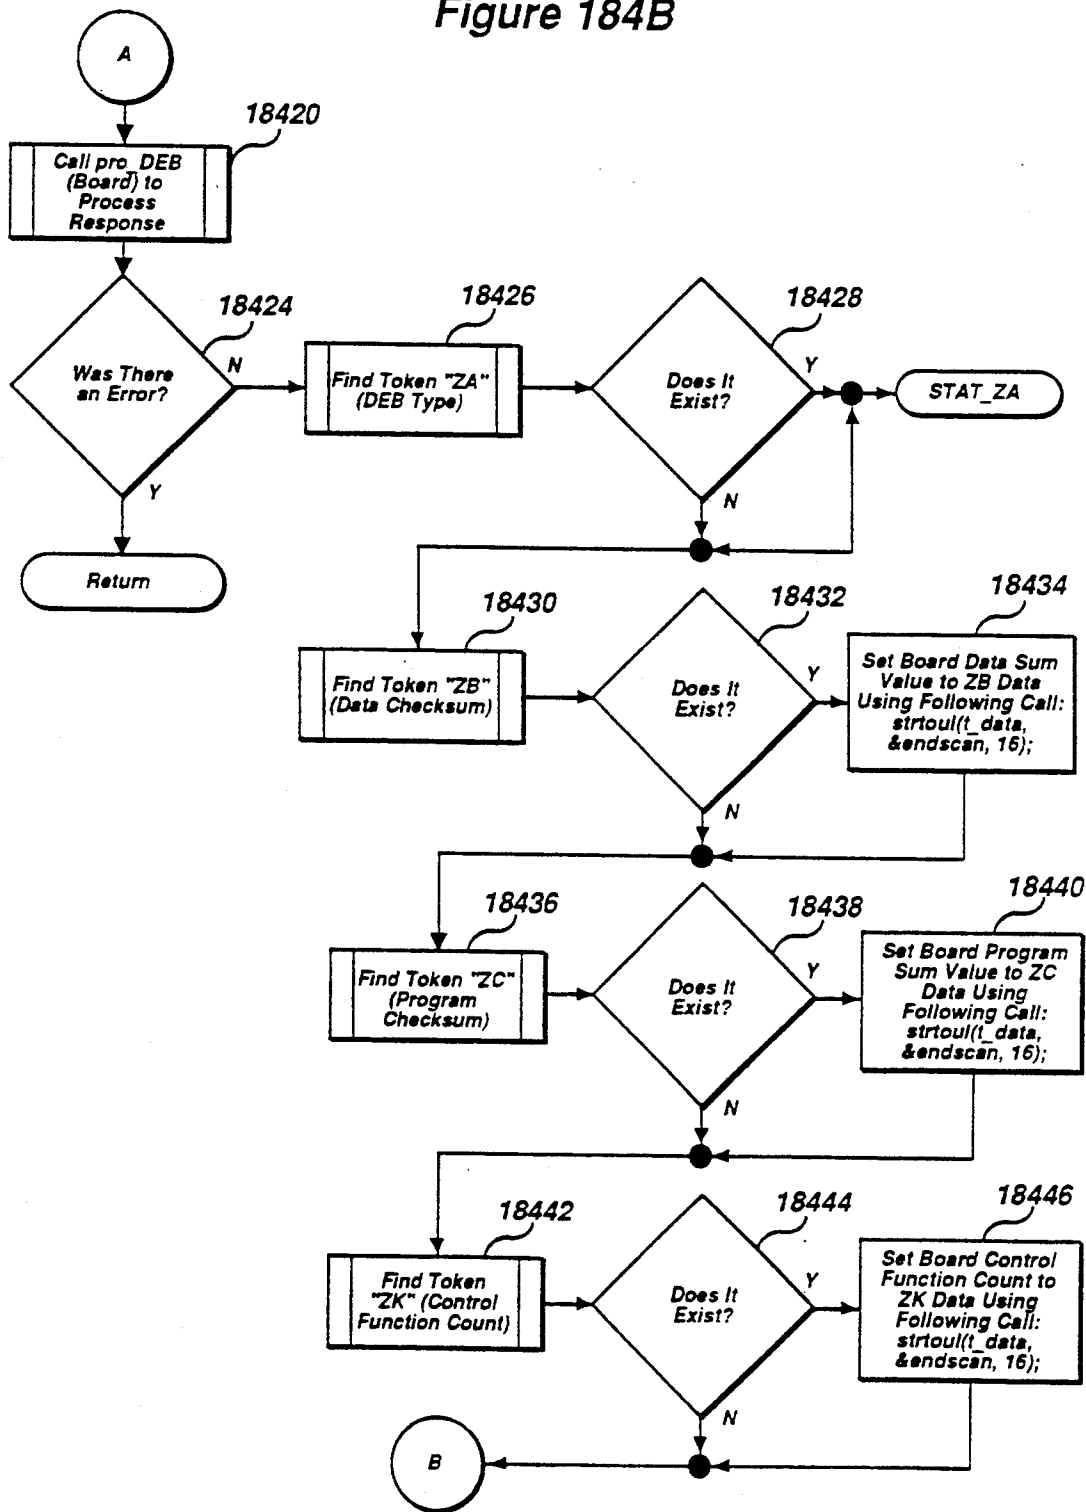 Figure 184B
A
18420
Call pro_DEB
(Board) to
Process
Response
18424
Was There
an Error?
N
Y
Return
18426
Find Token "ZA"
(DEB Type)
18428
Does It
Exist?
Y
N
STAT_ZA
18430
Find Token "ZB"
(Data Checksum)
18432
Does It
Exist?
Y
N
18434
Set Board Data Sum
Value to ZB Data
Using Following Call:
strtoul(t_data,
&endscan, 16);
18436
Find Token "ZC"
(Program
Checksum)
18438
Does It
Exist?
Y
N
18440
Set Board Program
Sum Value to ZC
Data Using
Following Call:
strtoul(t_data,
&endscan, 16);
18442
Find Token
"ZK" (Control
Function Count)
18444
Does It
Exist?
Y
N
18446
Set Board Control
Function Count to
ZK Data Using
Following Call:
strtoul(t_data,
&endscan, 16);
B